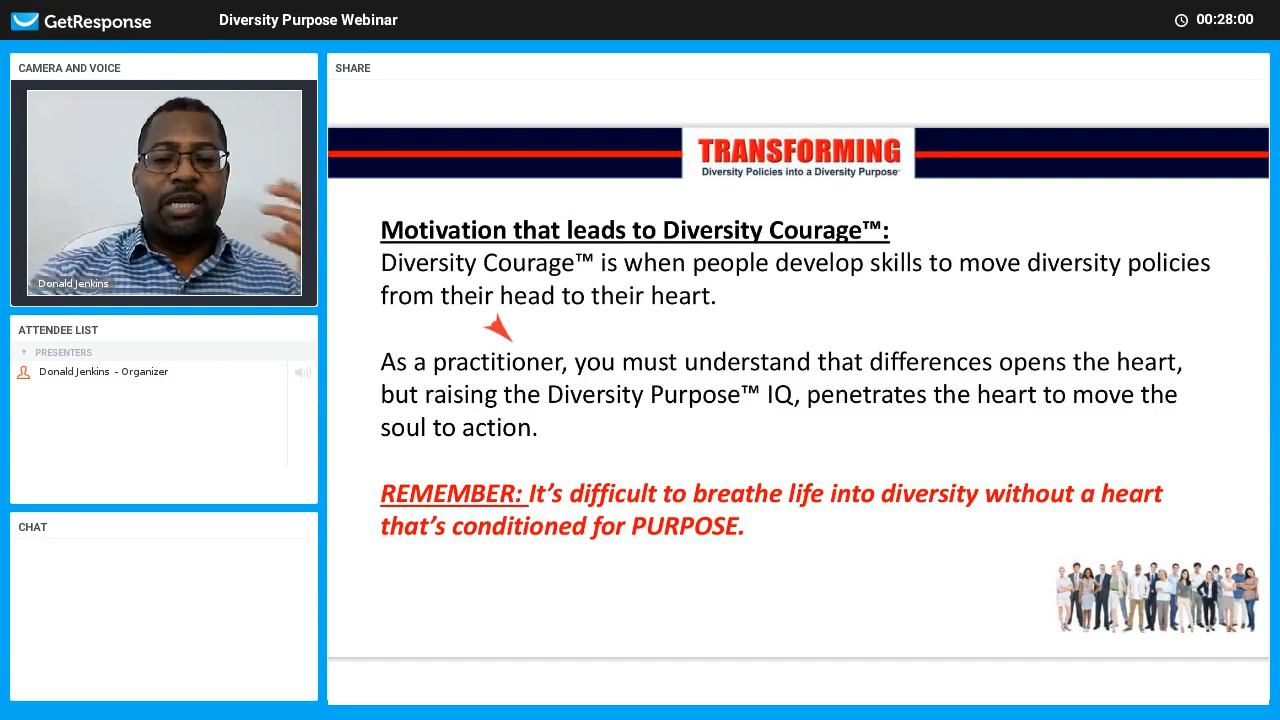 GetResponse
Diversity Purpose Webinar
00:28:00
CAMERA AND VOICE
Donald Jenkins
ATTENDEE LIST
PRESENTERS
Donald Jenkins - Organizer
CHAT
SHARE
TRANSFORMING
Diversity Policies into a Diversity Purpose™
Motivation that leads to Diversity Courage™:
Diversity Courage™ is when people develop skills to move diversity policies
from their head to their heart.
As a practitioner, you must understand that differences opens the heart,
but raising the Diversity Purpose™ IQ, penetrates the heart to move the
soul to action.
REMEMBER: It’s difficult to breathe life into diversity without a heart
that’s conditioned for PURPOSE.